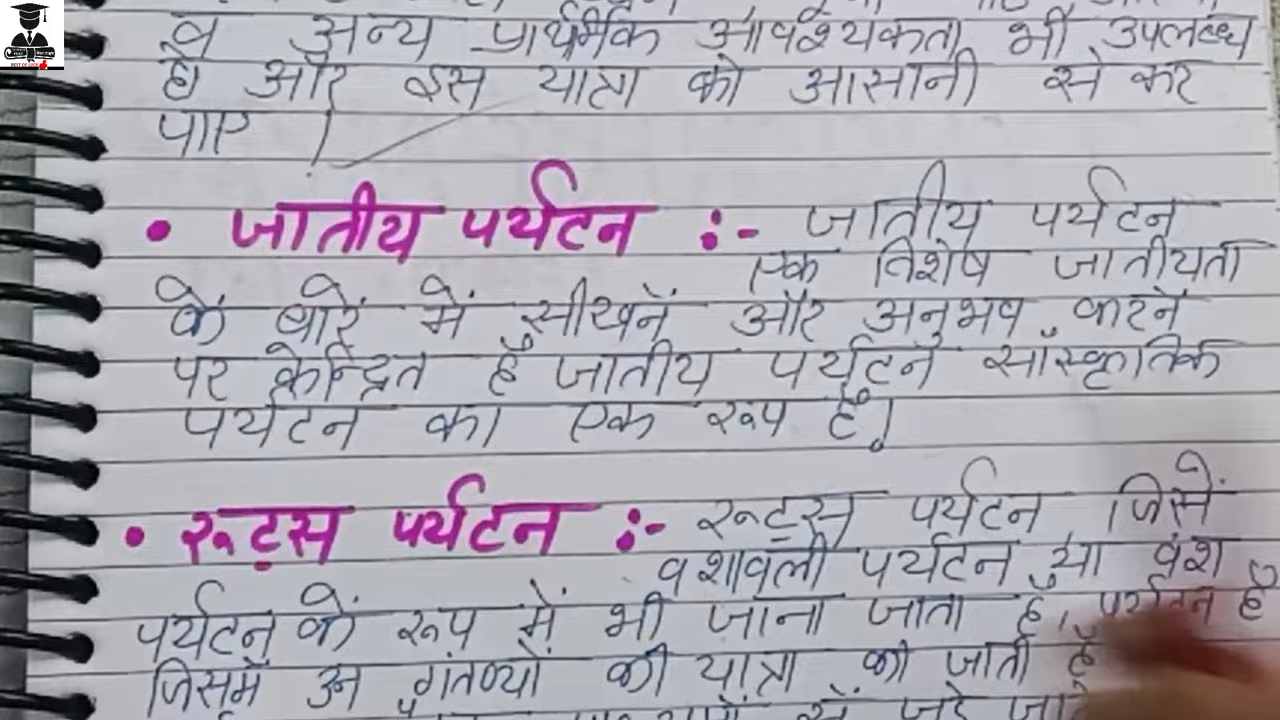 व अन्य प्राथमिक आवश्यकता भी उपलब्ध
हो और इस यात्रा को आसानी से कर
पाए।
• जातीय पर्यटन :- जातीय पर्यटन
एक विशेष जातीयता
के बारें में सीखनें और अनुभव करनें
पर केन्द्रित है जातीय पर्यटन सांस्कृतिक
पर्यटन का एक रूप है।
• रूट्स पर्यटन :- रूट्स पर्यटन जिसें
वशावली पर्यटन या वंश
पर्यटन कें रूप में भी जाना जाता है, पर्यटन है
जिसमें उन गंतव्यों की यात्रा की जाती है